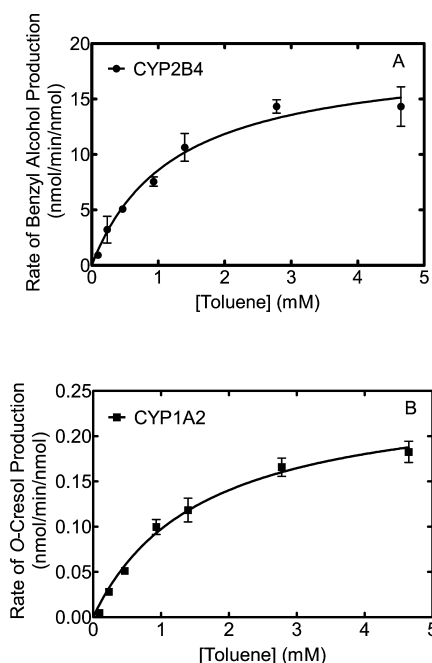 20
CYP2B4
A
15
10
5
0
0 1 2 3 4 5
Rate of Benzyl Alcohol Production
(nmol/min/nmol)
[Toluene] (mM)
0.25
CYP1A2
B
0.20
0.15
0.10
0.05
0.00
0 1 2 3 4 5
Rate of O-Cresol Production
(nmol/min/nmol)
[Toluene] (mM)